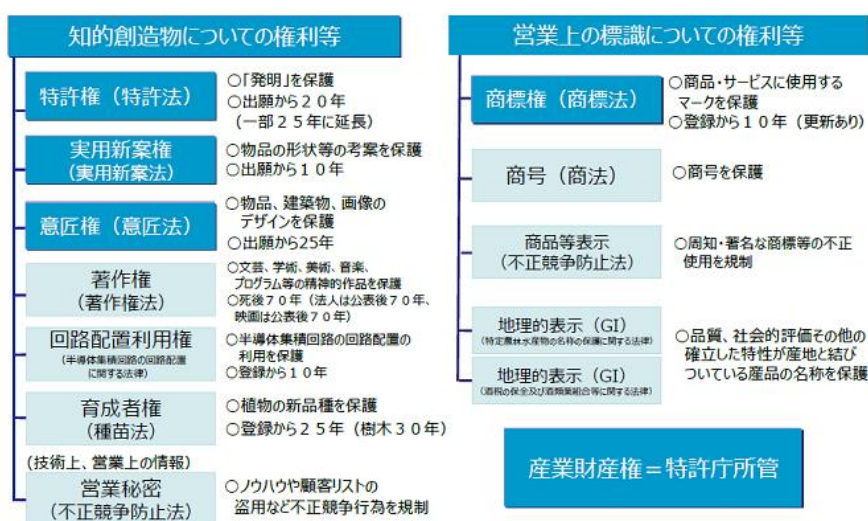 知的創造物についての権利等
特許権（特許法）
○「発明」を保護
○出願から２０年
（一部２５年に延長）
実用新案権
（実用新案法）
○物品の形状等の考案を保護
○出願から１０年
意匠権（意匠法）
○物品、建築物、画像の
デザインを保護
○出願から25年
著作権
（著作権法）
○文芸、学術、美術、音楽、
プログラム等の精神的作品を保護
○死後７０年（法人は公表後７０年、
映画は公表後７０年）
回路配置利用権
（半導体集積回路の回路配置
に関する法律）
○半導体集積回路の回路配置の
利用を保護
○登録から１０年
育成者権
（種苗法）
○植物の新品種を保護
○登録から２５年（樹木３０年）
(技術上、営業上の情報)
営業秘密
（不正競争防止法）
○ノウハウや顧客リストの
盗用など不正競争行為を規制
営業上の標識についての権利等
商標権（商標法）
○商品・サービスに使用する
マークを保護
○登録から１０年（更新あり）
商号（商法）
○商号を保護
商品等表示
（不正競争防止法）
○周知・著名な商標等の不正
使用を規制
地理的表示（GI）
（特定農林水産物の名称の保護に関する法律）
○品質、社会的評価その他の
確立した特性が産地と結び
ついている産品の名称を保護
地理的表示（GI）
（酒税の保全及び酒類業組合等に関する法律）
産業財産権＝特許庁所管